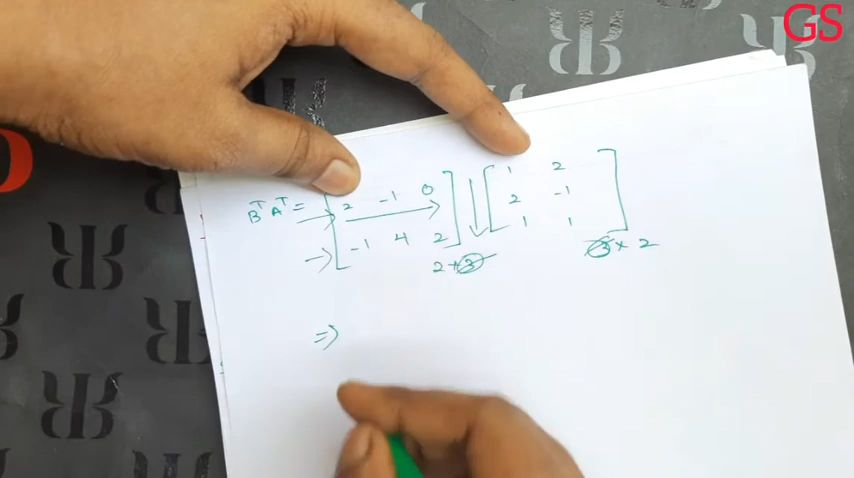 GS
BᵀAᵀ = [ 2 -1 0 ] [ 1 2 ]
[ -1 4 2 ] [ 2 -1 ]
[ 1 1 ]
2 × 3 3 × 2
⇒